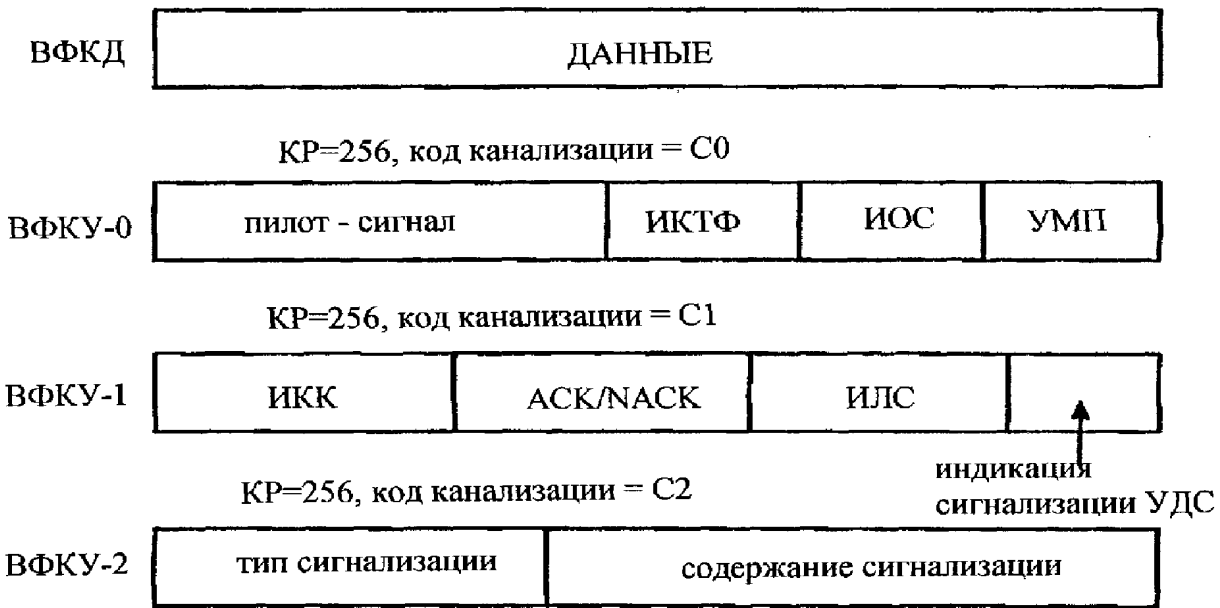 ВФКД ДАННЫЕ
КР=256, код канализации = С0
ВФКУ-0 пилот - сигнал ИКТФ ИОС УМП
КР=256, код канализации = С1
ВФКУ-1 ИКК ACK/NACK ИЛС
индикация
сигнализации УДС
КР=256, код канализации = С2
ВФКУ-2 тип сигнализации содержание сигнализации